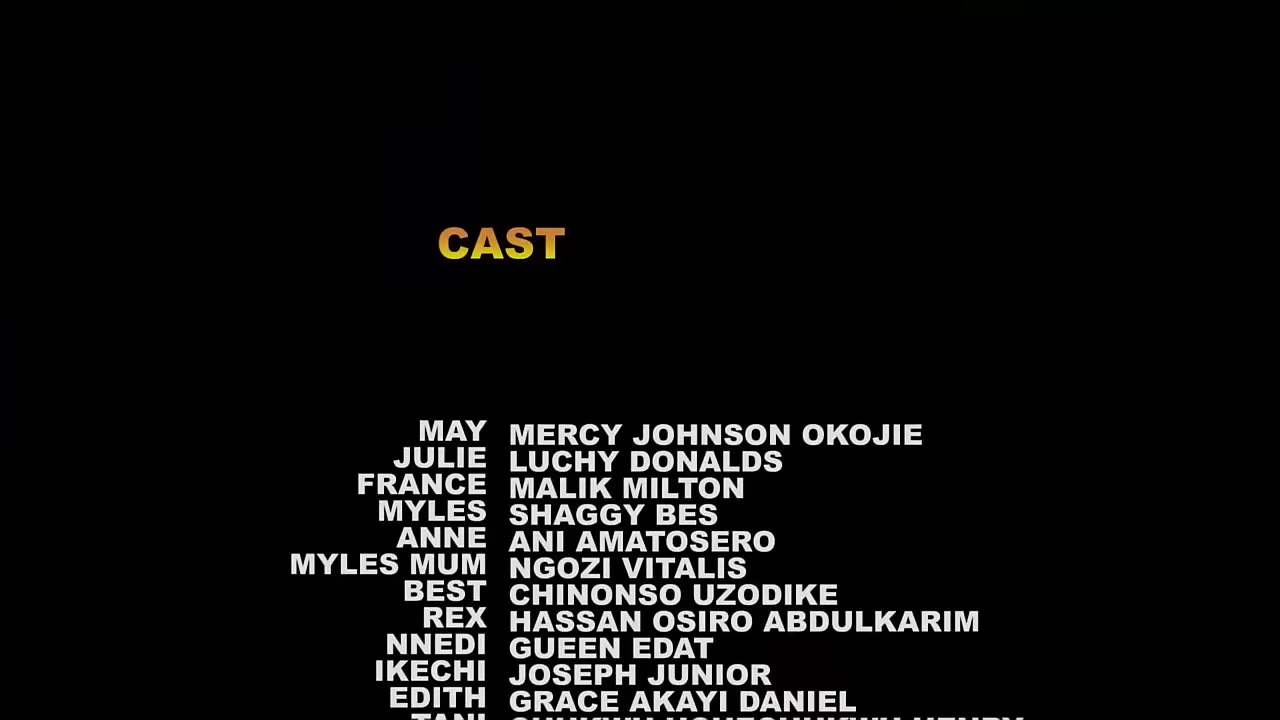 CAST
MAY MERCY JOHNSON OKOJIE
JULIE LUCHY DONALDS
FRANCE MALIK MILTON
MYLES SHAGGY BES
ANNE ANI AMATOSERO
MYLES MUM NGOZI VITALIS
BEST CHINONSO UZODIKE
REX HASSAN OSIRO ABDULKARIM
NNEDI GUEEN EDAT
IKECHI JOSEPH JUNIOR
EDITH GRACE AKAYI DANIEL